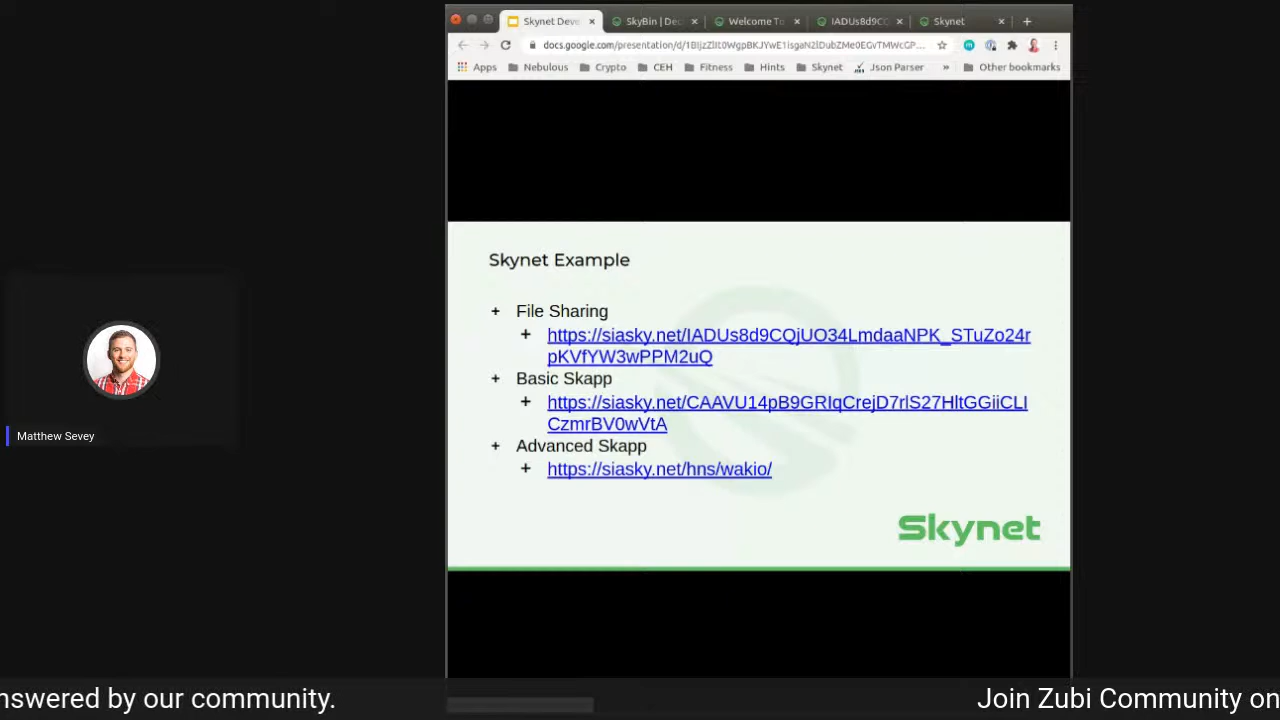 Skynet Deve
SkyBin | Dec
Welcome To
IADUs8d9C
Skynet
Apps
Nebulous
Crypto
CEH
Fitness
Hints
Skynet
Json Parser
»
Other bookmarks
Skynet Example
+ File Sharing
+ https://siasky.net/IADUs8d9CQjUO34LmdaaNPK_STuZo24r
pKVfYW3wPPM2uQ
+ Basic Skapp
+ https://siasky.net/CAAVU14pB9GRIqCrejD7rlS27HltGGiiCLI
CzmrBV0wVtA
+ Advanced Skapp
+ https://siasky.net/hns/wakio/
Skynet
Matthew Sevey
nswered by our community.
Join Zubi Community on